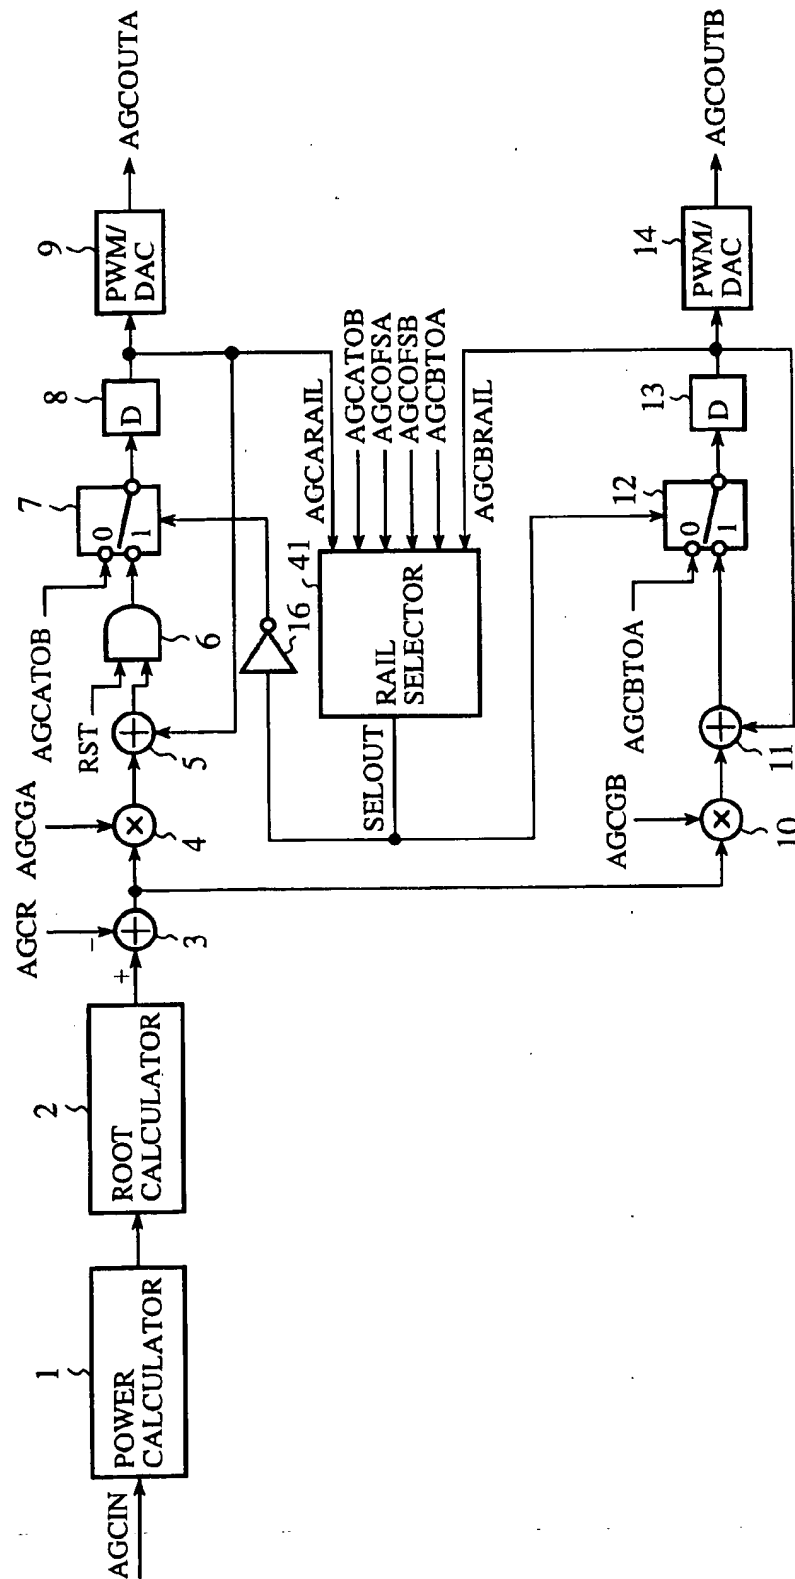 AGCIN
1
POWER
CALCULATOR
2
ROOT
CALCULATOR
AGCR
−
+
3
AGCGA
×
4
+
5
RST
AGCATOB
6
7
0
1
8
D
9
PWM/
DAC
AGCOUTA
SELOUT
16
41
RAIL
SELECTOR
AGCARAIL
AGCATOB
AGCOFSA
AGCOFSB
AGCBTOA
AGCBRAIL
AGCGB
×
10
+
11
AGCBTOA
12
0
1
13
D
14
PWM/
DAC
AGCOUTB
+